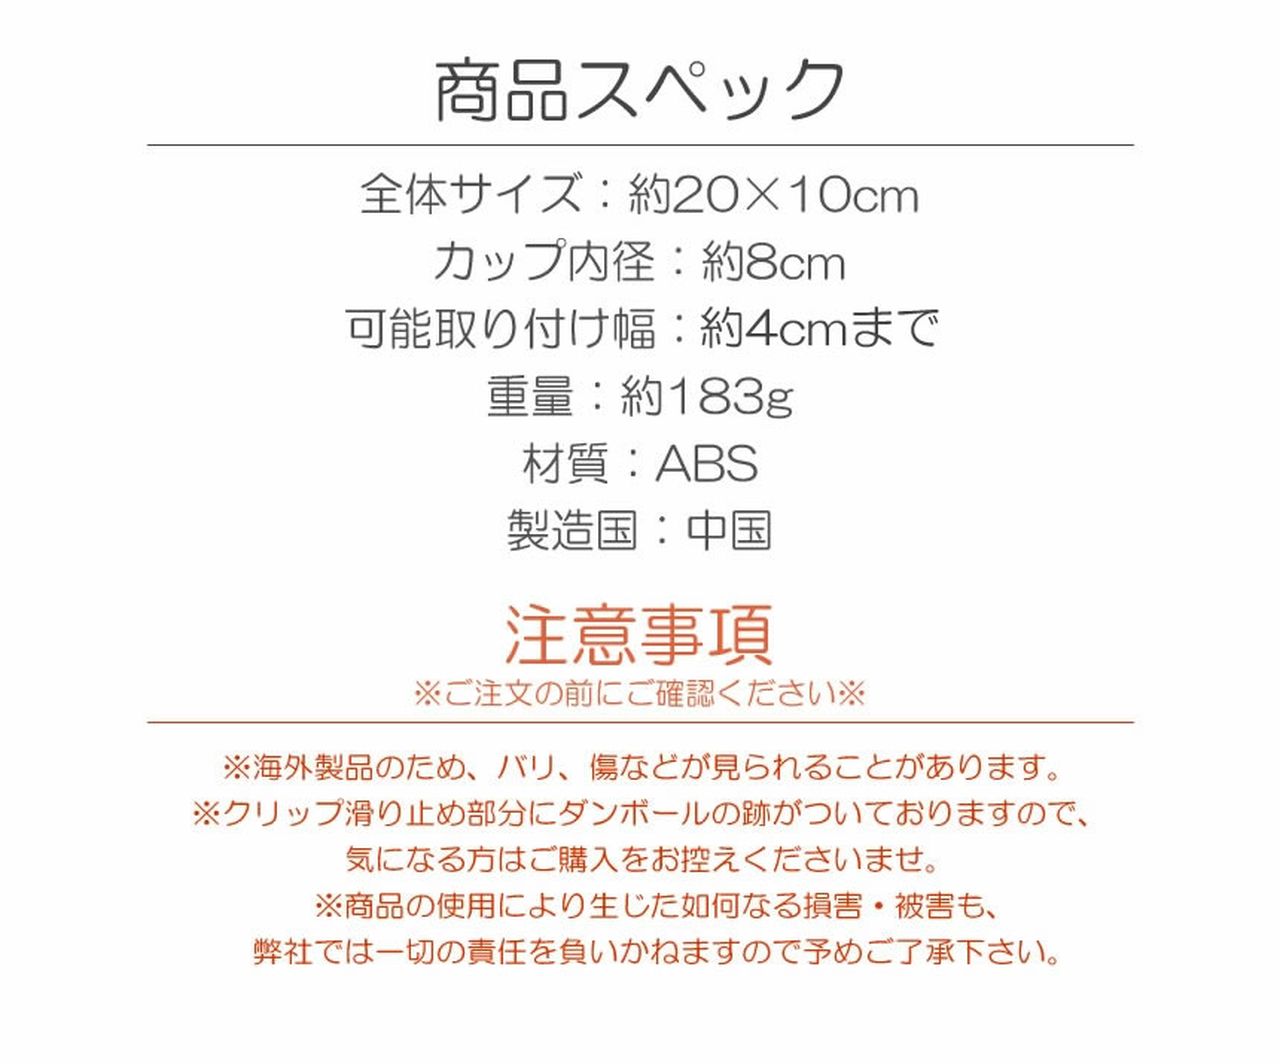 商品スペック
全体サイズ：約20×10cm
カップ内径：約8cm
可能取り付け幅：約4cmまで
重量：約183g
材質：ABS
製造国：中国
注意事項
※ご注文の前にご確認ください※
※海外製品のため、バリ、傷などが見られることがあります。
※クリップ滑り止め部分にダンボールの跡がついておりますので、
気になる方はご購入をお控えくださいませ。
※商品の使用により生じた如何なる損害・被害も、
弊社では一切の責任を負いかねますので予めご了承下さい。